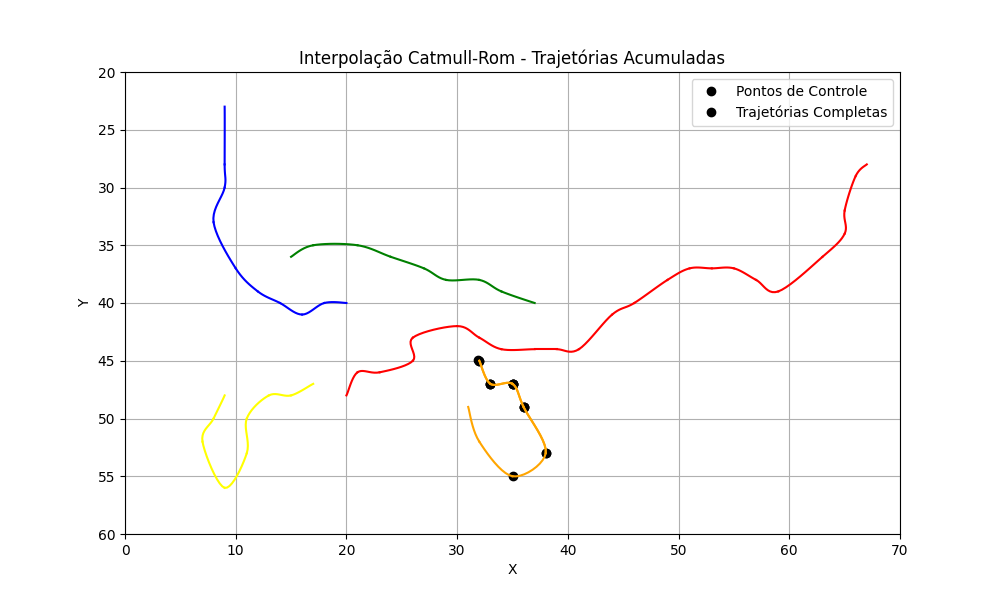 Interpolação Catmull-Rom - Trajetórias Acumuladas
Pontos de Controle
Trajetórias Completas
20
25
30
35
40
45
50
55
60
Y
0 10 20 30 40 50 60 70
X